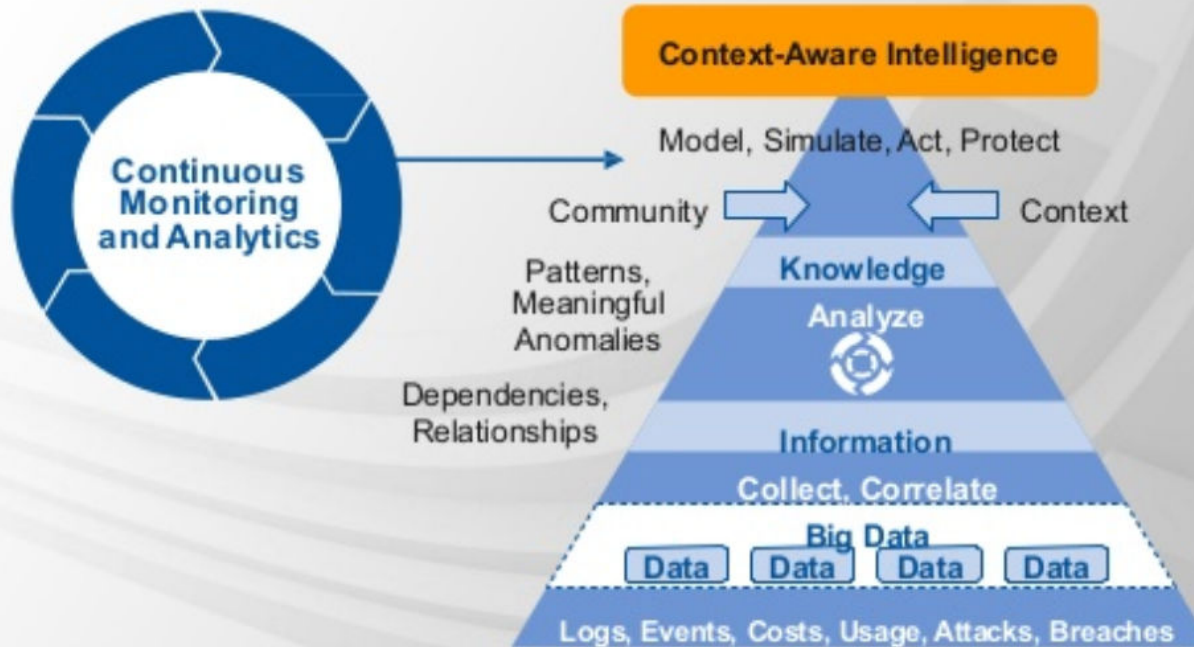 Context-Aware Intelligence
Continuous
Monitoring
and Analytics
Model, Simulate, Act, Protect
Community
Context
Patterns,
Meaningful
Anomalies
Knowledge
Analyze
Dependencies,
Relationships
Information
Collect, Correlate
Big Data
Data Data Data Data
Logs, Events, Costs, Usage, Attacks, Breaches